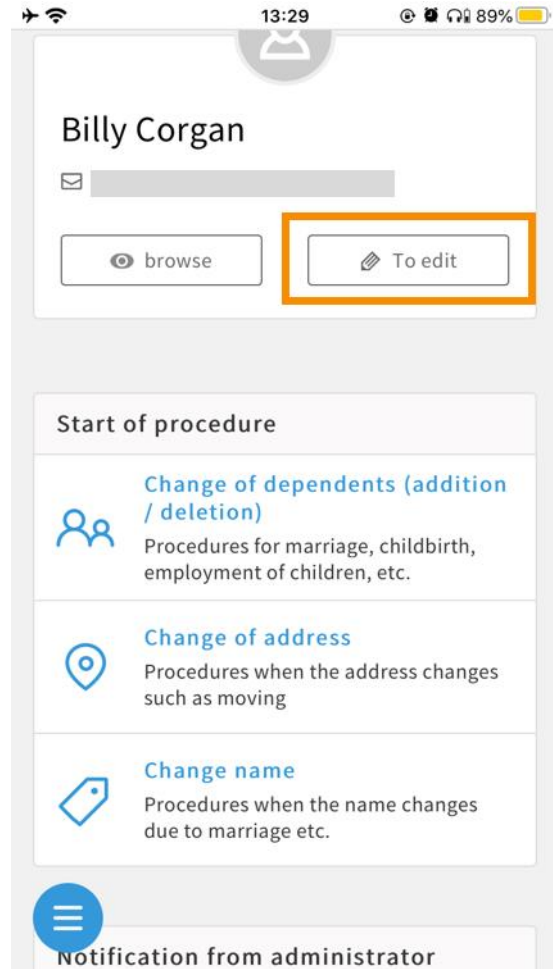 13:29 89%
Billy Corgan
browse To edit
Start of procedure
Change of dependents (addition
/ deletion)
Procedures for marriage, childbirth,
employment of children, etc.
Change of address
Procedures when the address changes
such as moving
Change name
Procedures when the name changes
due to marriage etc.
Notification from administrator